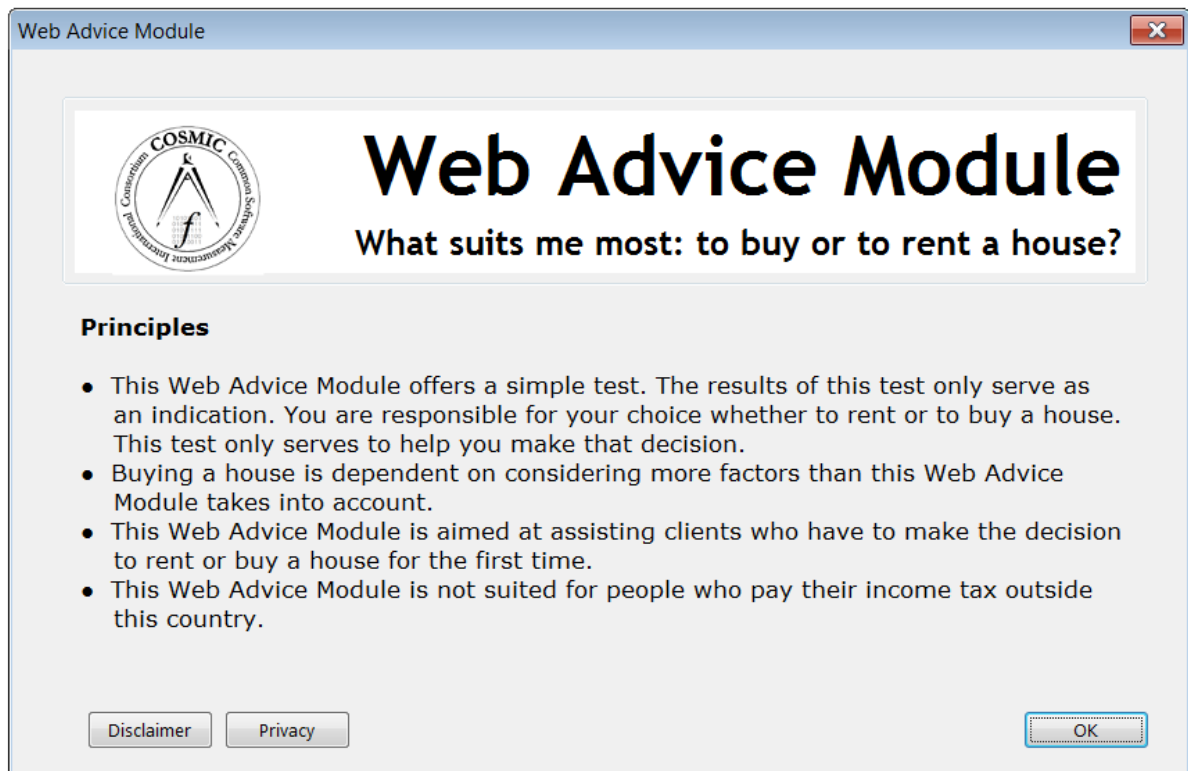 Web Advice Module
COSMIC
Common Software Measurement International Consortium
f
Web Advice Module
What suits me most: to buy or to rent a house?
Principles
● This Web Advice Module offers a simple test. The results of this test only serve as
an indication. You are responsible for your choice whether to rent or to buy a house.
This test only serves to help you make that decision.
● Buying a house is dependent on considering more factors than this Web Advice
Module takes into account.
● This Web Advice Module is aimed at assisting clients who have to make the decision
to rent or buy a house for the first time.
● This Web Advice Module is not suited for people who pay their income tax outside
this country.
Disclaimer Privacy OK